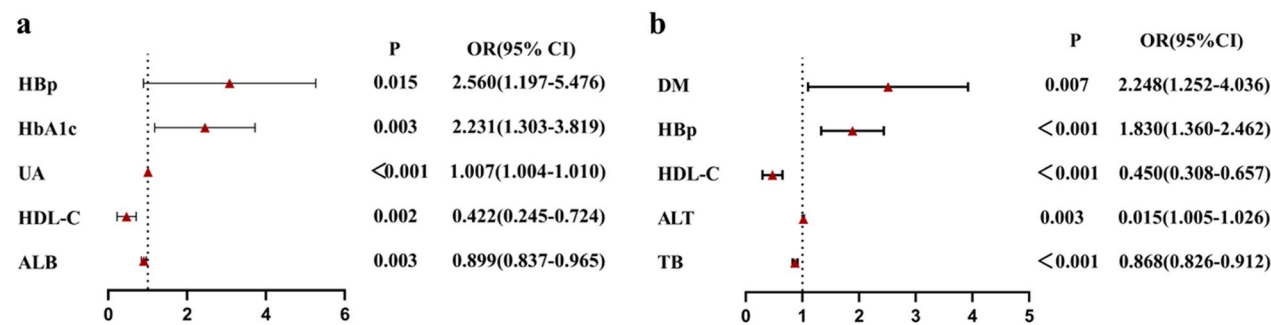 a
P OR(95% CI)
HBp 0.015 2.560(1.197-5.476)
HbA1c 0.003 2.231(1.303-3.819)
UA <0.001 1.007(1.004-1.010)
HDL-C 0.002 0.422(0.245-0.724)
ALB 0.003 0.899(0.837-0.965)
0 2 4 6
b
P OR(95%CI)
DM 0.007 2.248(1.252-4.036)
HBp <0.001 1.830(1.360-2.462)
HDL-C <0.001 0.450(0.308-0.657)
ALT 0.003 0.015(1.005-1.026)
TB <0.001 0.868(0.826-0.912)
0 1 2 3 4 5